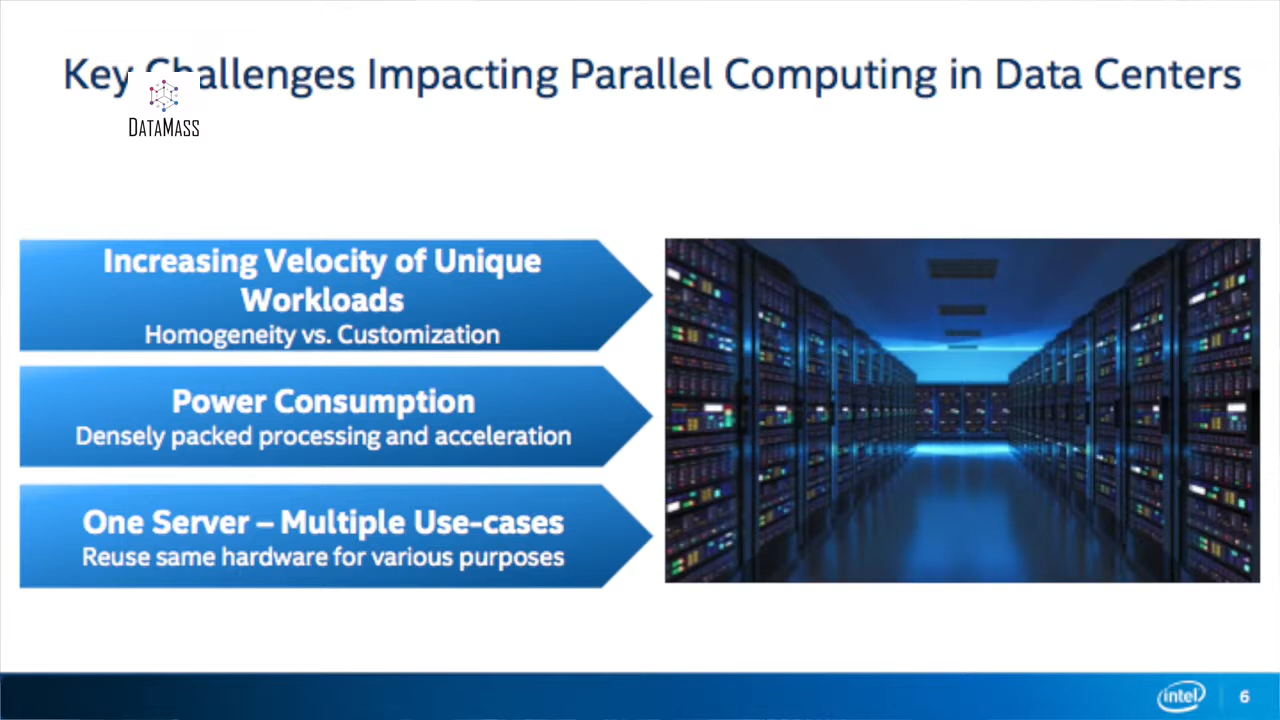 Key Challenges Impacting Parallel Computing in Data Centers
DATAMASS
Increasing Velocity of Unique
Workloads
Homogeneity vs. Customization
Power Consumption
Densely packed processing and acceleration
One Server – Multiple Use-cases
Reuse same hardware for various purposes
intel
6